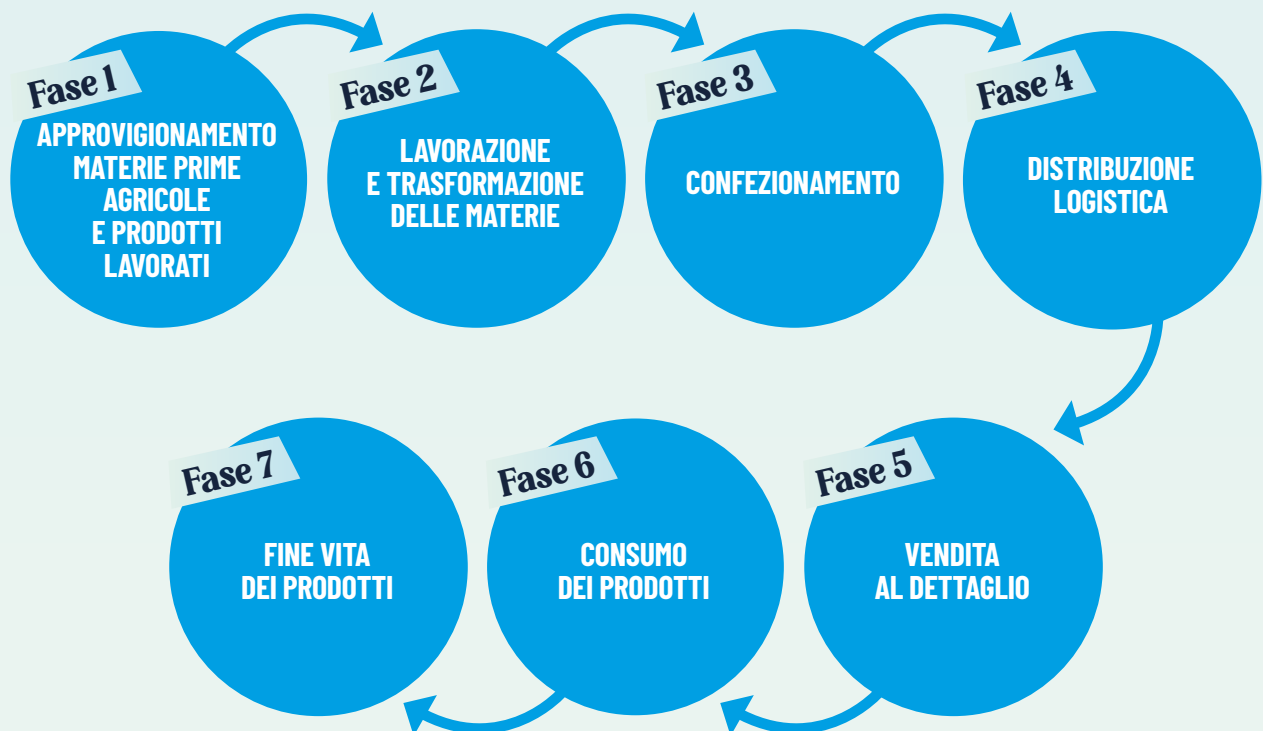 Fase 1
APPROVIGIONAMENTO
MATERIE PRIME
AGRICOLE
E PRODOTTI
LAVORATI
Fase 2
LAVORAZIONE
E TRASFORMAZIONE
DELLE MATERIE
Fase 3
CONFEZIONAMENTO
Fase 4
DISTRIBUZIONE
LOGISTICA
Fase 5
VENDITA
AL DETTAGLIO
Fase 6
CONSUMO
DEI PRODOTTI
Fase 7
FINE VITA
DEI PRODOTTI